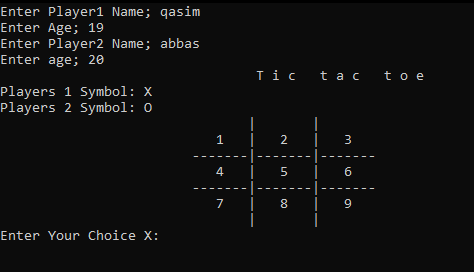 Enter Player1 Name; qasim
Enter Age; 19
Enter Player2 Name; abbas
Enter age; 20
T i c   t a c   t o e
Players 1 Symbol: X
Players 2 Symbol: O
|       |
1   |   2   |   3
-------|-------|-------
4   |   5   |   6
-------|-------|-------
7   |   8   |   9
|       |
Enter Your Choice X: